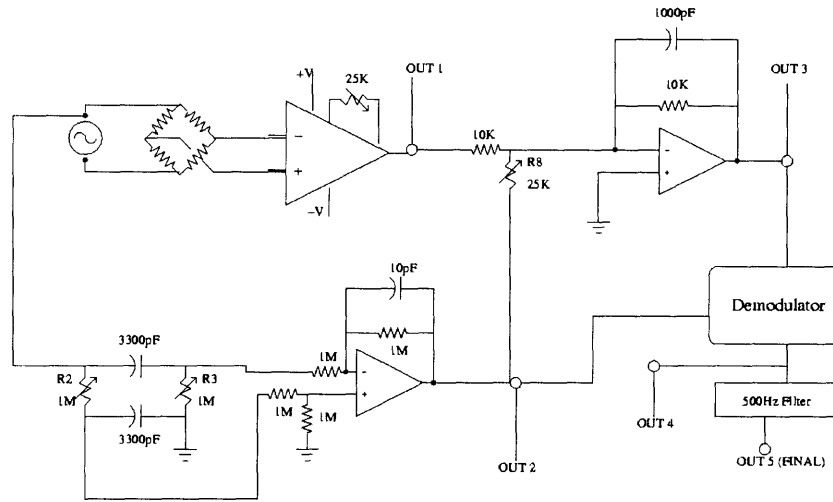 1000pF
OUT 1
OUT 3
+V
25K
10K
10K
R8
25K
−
+
−V
−
+
10pF
Demodulator
3300pF
1M
1M
R2
R3
1M
1M
−
+
1M
1M
3300pF
500Hz Filter
OUT 4
OUT 2
OUT 5 (FINAL)